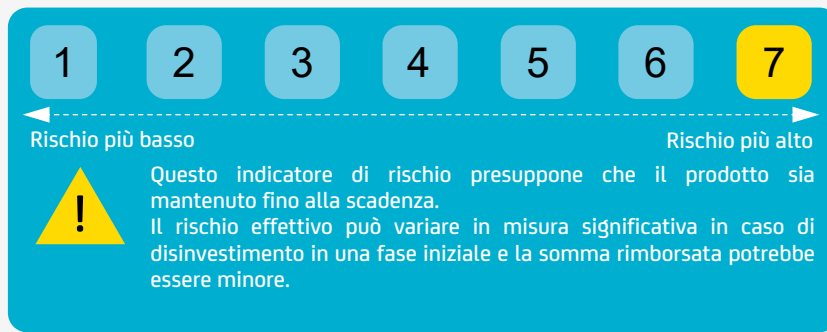 1 2 3 4 5 6 7
Rischio più basso Rischio più alto
Questo indicatore di rischio presuppone che il prodotto sia
mantenuto fino alla scadenza.
!
Il rischio effettivo può variare in misura significativa in caso di
disinvestimento in una fase iniziale e la somma rimborsata potrebbe
essere minore.